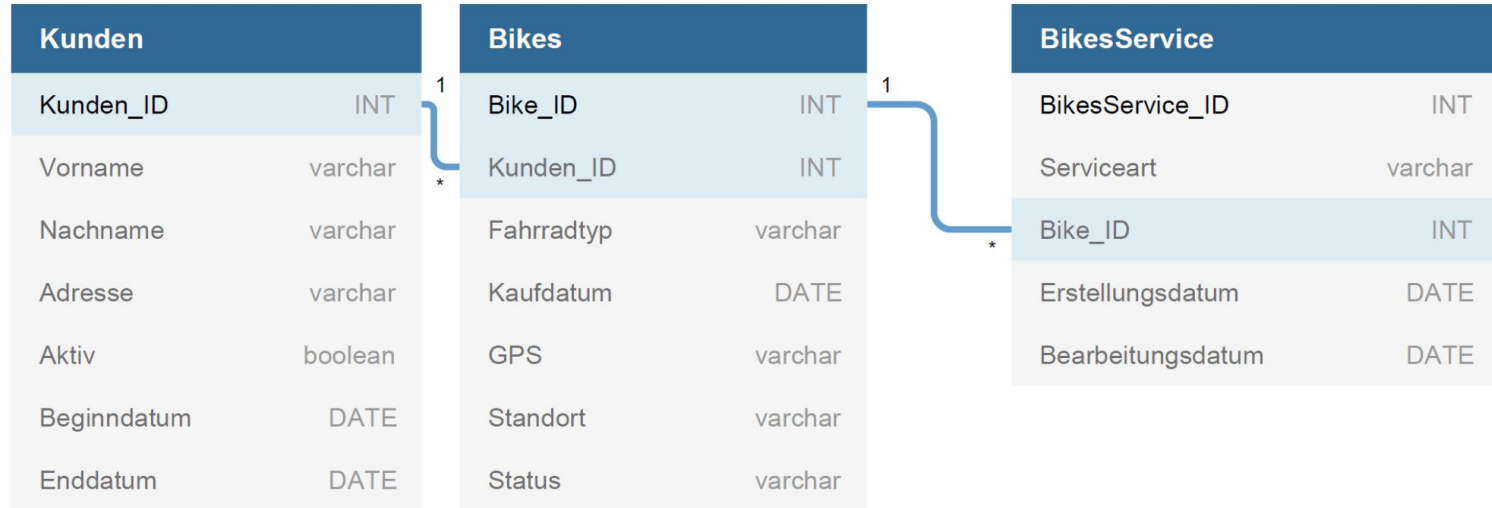 Kunden
Kunden_ID INT
Vorname varchar
Nachname varchar
Adresse varchar
Aktiv boolean
Beginndatum DATE
Enddatum DATE
1
*
Bikes
Bike_ID INT
Kunden_ID INT
Fahrradtyp varchar
Kaufdatum DATE
GPS varchar
Standort varchar
Status varchar
1
*
BikesService
BikesService_ID INT
Serviceart varchar
Bike_ID INT
Erstellungsdatum DATE
Bearbeitungsdatum DATE